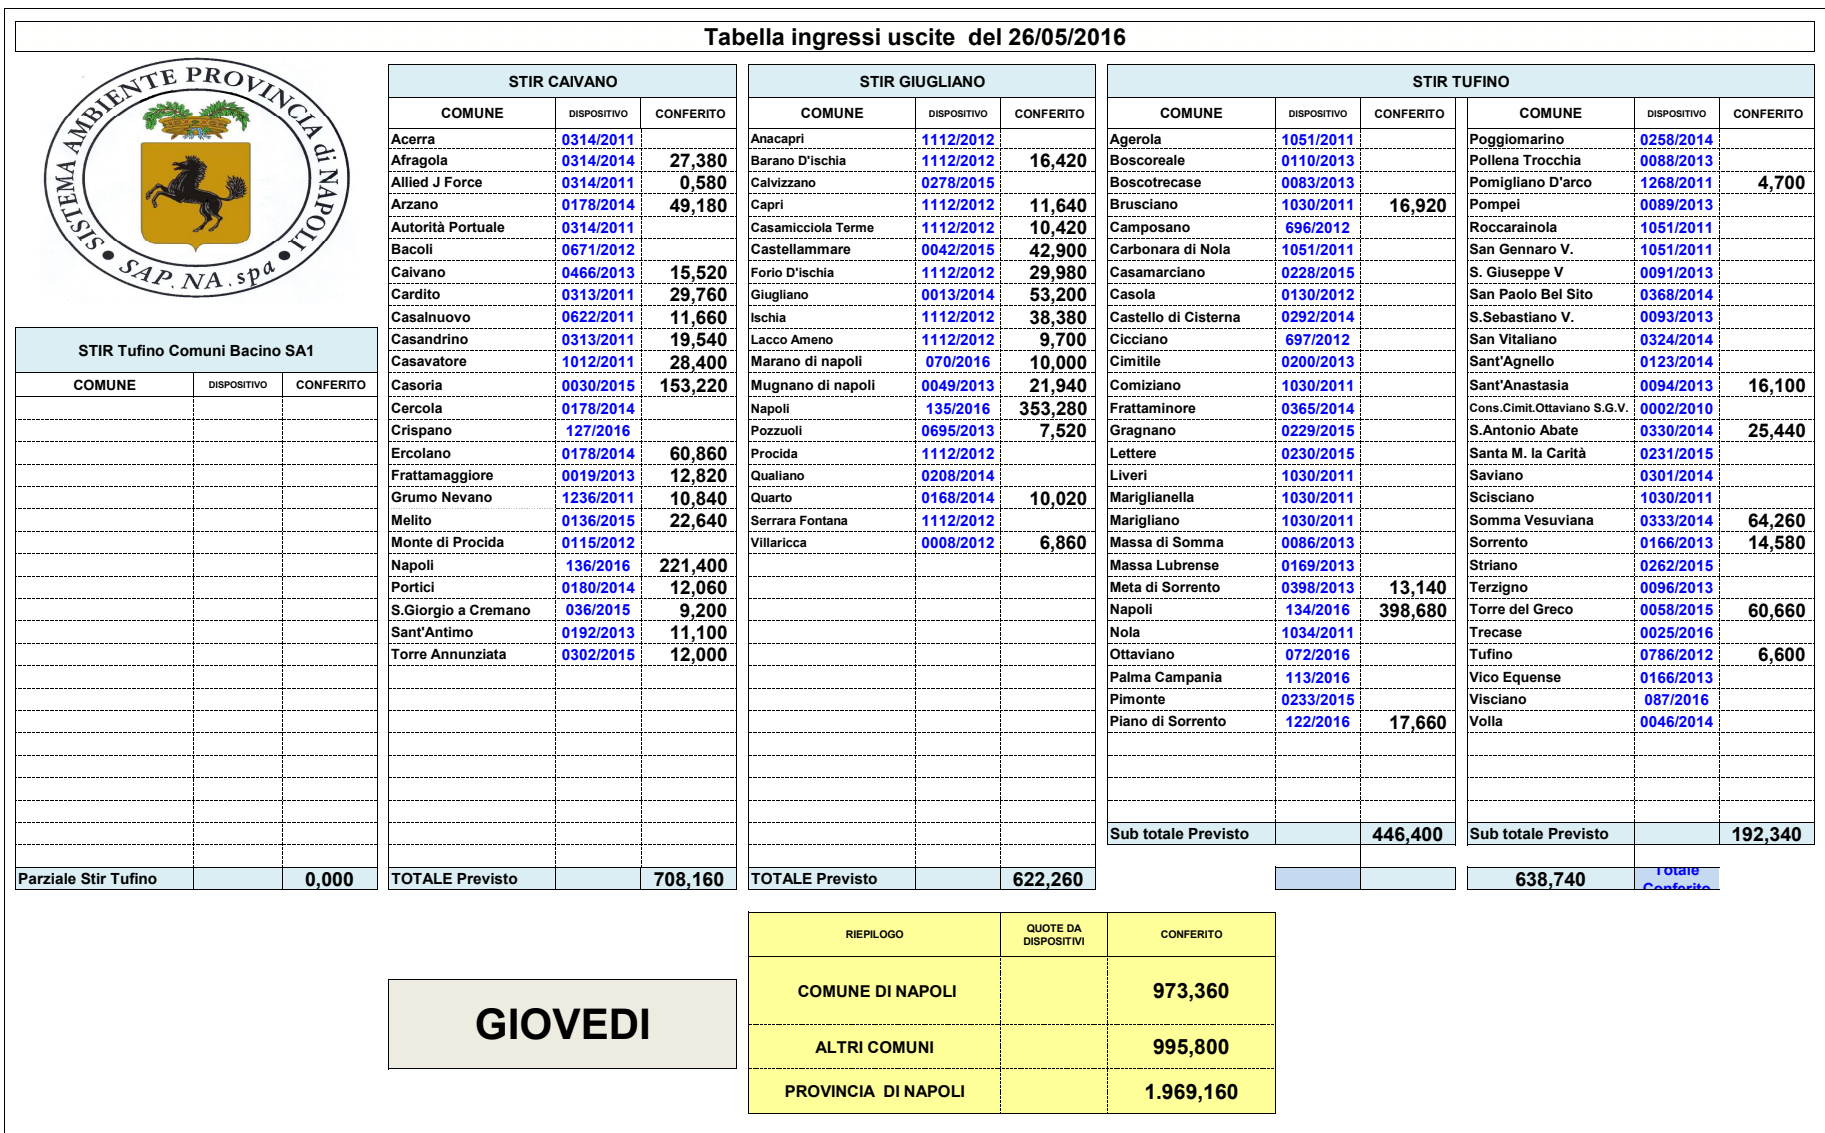 Tabella ingressi uscite del 26/05/2016
SISTEMA AMBIENTE PROVINCIA di NAPOLI
SAP.NA. spa
STIR Tufino Comuni Bacino SA1
COMUNE DISPOSITIVO CONFERITO
Parziale Stir Tufino 0,000
STIR CAIVANO
COMUNE DISPOSITIVO CONFERITO
Acerra 0314/2011
Afragola 0314/2014 27,380
Allied J Force 0314/2011 0,580
Arzano 0178/2014 49,180
Autorità Portuale 0314/2011
Bacoli 0671/2012
Caivano 0466/2013 15,520
Cardito 0313/2011 29,760
Casalnuovo 0622/2011 11,660
Casandrino 0313/2011 19,540
Casavatore 1012/2011 28,400
Casoria 0030/2015 153,220
Cercola 0178/2014
Crispano 127/2016
Ercolano 0178/2014 60,860
Frattamaggiore 0019/2013 12,820
Grumo Nevano 1236/2011 10,840
Melito 0136/2015 22,640
Monte di Procida 0115/2012
Napoli 136/2016 221,400
Portici 0180/2014 12,060
S.Giorgio a Cremano 036/2015 9,200
Sant'Antimo 0192/2013 11,100
Torre Annunziata 0302/2015 12,000
TOTALE Previsto 708,160
STIR GIUGLIANO
COMUNE DISPOSITIVO CONFERITO
Anacapri 1112/2012
Barano D'ischia 1112/2012 16,420
Calvizzano 0278/2015
Capri 1112/2012 11,640
Casamicciola Terme 1112/2012 10,420
Castellammare 0042/2015 42,900
Forio D'ischia 1112/2012 29,980
Giugliano 0013/2014 53,200
Ischia 1112/2012 38,380
Lacco Ameno 1112/2012 9,700
Marano di napoli 070/2016 10,000
Mugnano di napoli 0049/2013 21,940
Napoli 135/2016 353,280
Pozzuoli 0695/2013 7,520
Procida 1112/2012
Qualiano 0208/2014
Quarto 0168/2014 10,020
Serrara Fontana 1112/2012
Villaricca 0008/2012 6,860
TOTALE Previsto 622,260
STIR TUFINO
COMUNE DISPOSITIVO CONFERITO
Agerola 1051/2011
Boscoreale 0110/2013
Boscotrecase 0083/2013
Brusciano 1030/2011 16,920
Camposano 696/2012
Carbonara di Nola 1051/2011
Casamarciano 0228/2015
Casola 0130/2012
Castello di Cisterna 0292/2014
Cicciano 697/2012
Cimitile 0200/2013
Comiziano 1030/2011
Frattaminore 0365/2014
Gragnano 0229/2015
Lettere 0230/2015
Liveri 1030/2011
Mariglianella 1030/2011
Marigliano 1030/2011
Massa di Somma 0086/2013
Massa Lubrense 0169/2013
Meta di Sorrento 0398/2013 13,140
Napoli 134/2016 398,680
Nola 1034/2011
Ottaviano 072/2016
Palma Campania 113/2016
Pimonte 0233/2015
Piano di Sorrento 122/2016 17,660
Sub totale Previsto 446,400
COMUNE DISPOSITIVO CONFERITO
Poggiomarino 0258/2014
Pollena Trocchia 0088/2013
Pomigliano D'arco 1268/2011 4,700
Pompei 0089/2013
Roccarainola 1051/2011
San Gennaro V. 1051/2011
S. Giuseppe V 0091/2013
San Paolo Bel Sito 0368/2014
S.Sebastiano V. 0093/2013
San Vitaliano 0324/2014
Sant'Agnello 0123/2014
Sant'Anastasia 0094/2013 16,100
Cons.Cimit.Ottaviano S.G.V. 0002/2010
S.Antonio Abate 0330/2014 25,440
Santa M. la Carità 0231/2015
Saviano 0301/2014
Scisciano 1030/2011
Somma Vesuviana 0333/2014 64,260
Sorrento 0166/2013 14,580
Striano 0262/2015
Terzigno 0096/2013
Torre del Greco 0058/2015 60,660
Trecase 0025/2016
Tufino 0786/2012 6,600
Vico Equense 0166/2013
Visciano 087/2016
Volla 0046/2014
Sub totale Previsto 192,340
638,740 Totale
Conferito
GIOVEDI
RIEPILOGO QUOTE DA DISPOSITIVI CONFERITO
COMUNE DI NAPOLI 973,360
ALTRI COMUNI 995,800
PROVINCIA DI NAPOLI 1.969,160